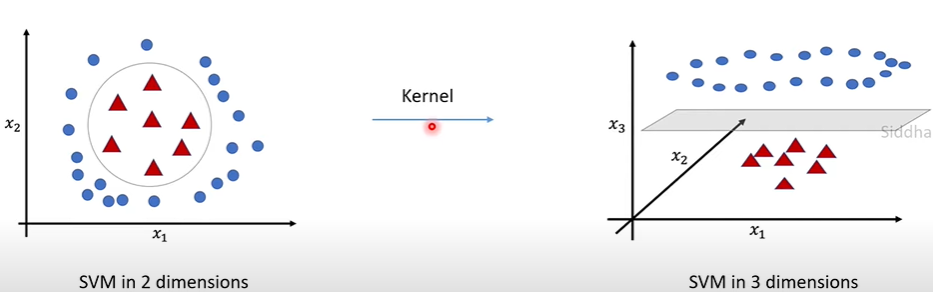 x₂
x₁
SVM in 2 dimensions
Kernel
x₃
Siddha
x₂
x₁
SVM in 3 dimensions